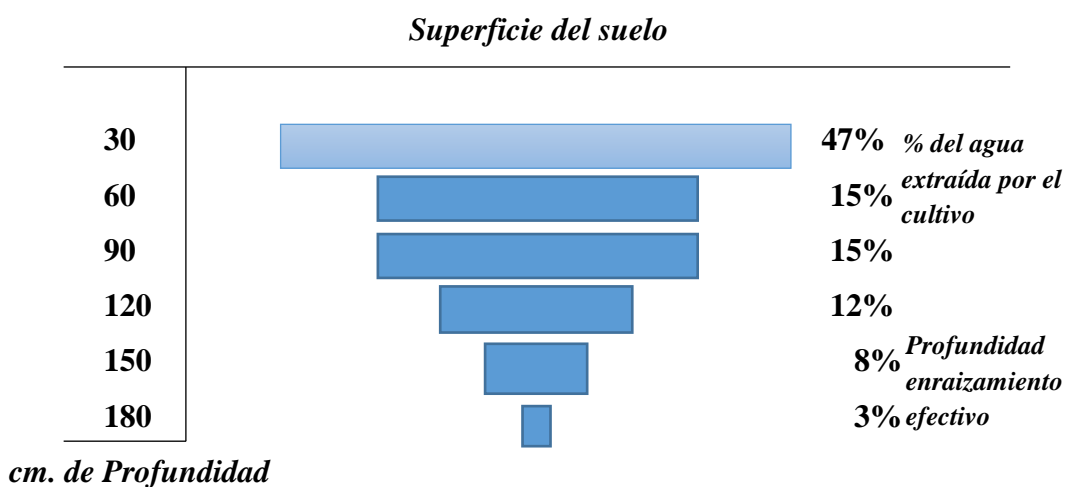 Superficie del suelo
30 47% % del agua
extraída por el
60 15% cultivo
90 15%
120 12%
150 8% Profundidad
enraizamiento
180 3% efectivo
cm. de Profundidad